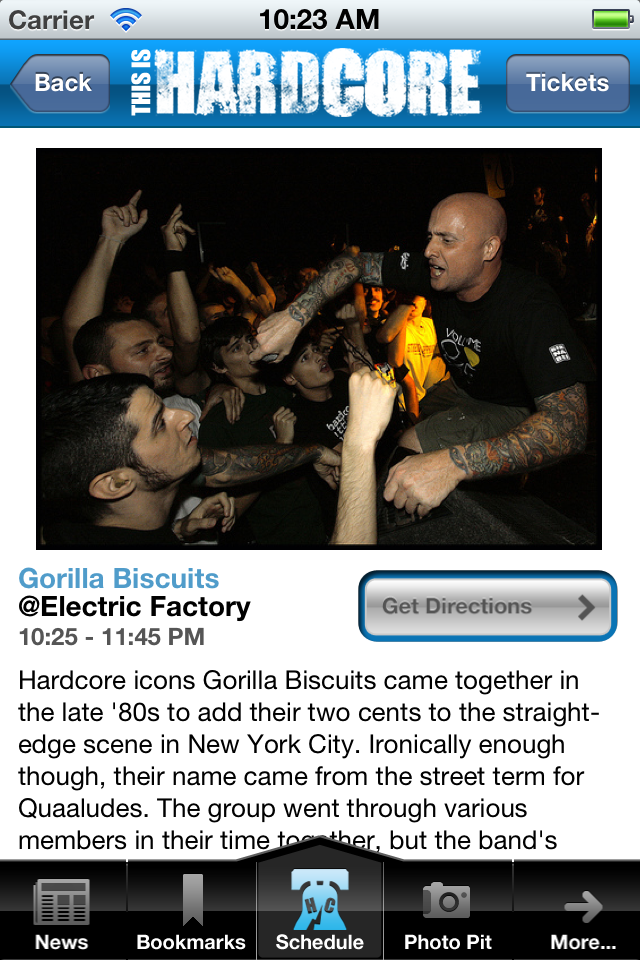 Carrier 10:23 AM
Back THIS IS HARDCORE Tickets
VOLUME
Gorilla Biscuits
@Electric Factory
10:25 - 11:45 PM
Get Directions
Hardcore icons Gorilla Biscuits came together in
the late '80s to add their two cents to the straight-
edge scene in New York City. Ironically enough
though, their name came from the street term for
Quaaludes. The group went through various
members in their time together, but the band's
HJC
News Bookmarks Schedule Photo Pit More...